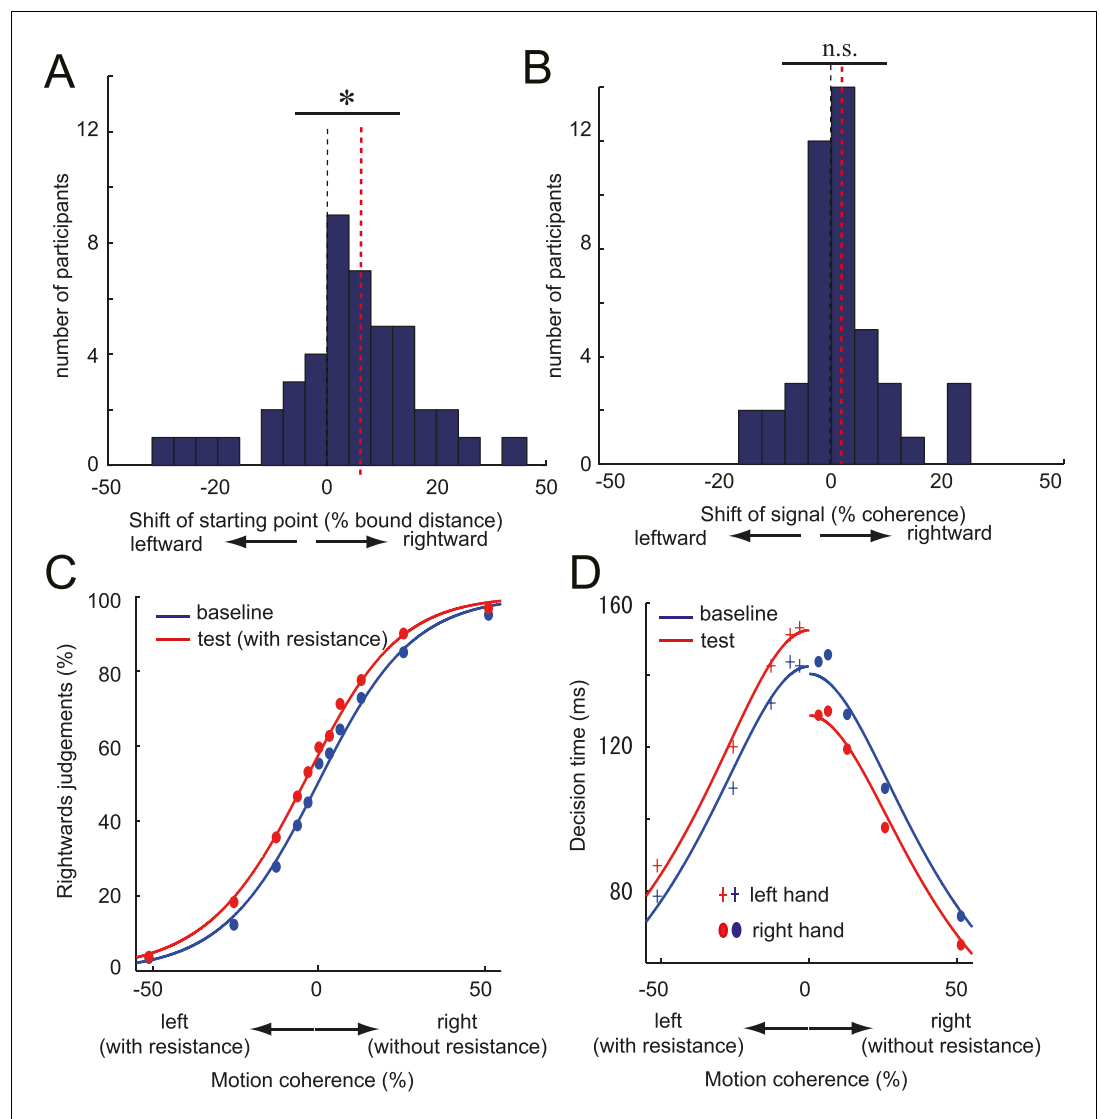 A
*
number of participants
12
8
4
0
-50 -20 0 20 50
Shift of starting point (% bound distance)
leftward rightward
B
n.s.
number of participants
12
8
4
0
-50 -20 0 20 50
Shift of signal (% coherence)
leftward rightward
C
baseline
test (with resistance)
Rightwards judgements (%)
100
80
60
40
20
0
-50 0 50
left right
(with resistance) (without resistance)
Motion coherence (%)
D
baseline
test
Decision time (ms)
160
120
80
left hand
right hand
-50 0 50
left right
(with resistance) (without resistance)
Motion coherence (%)